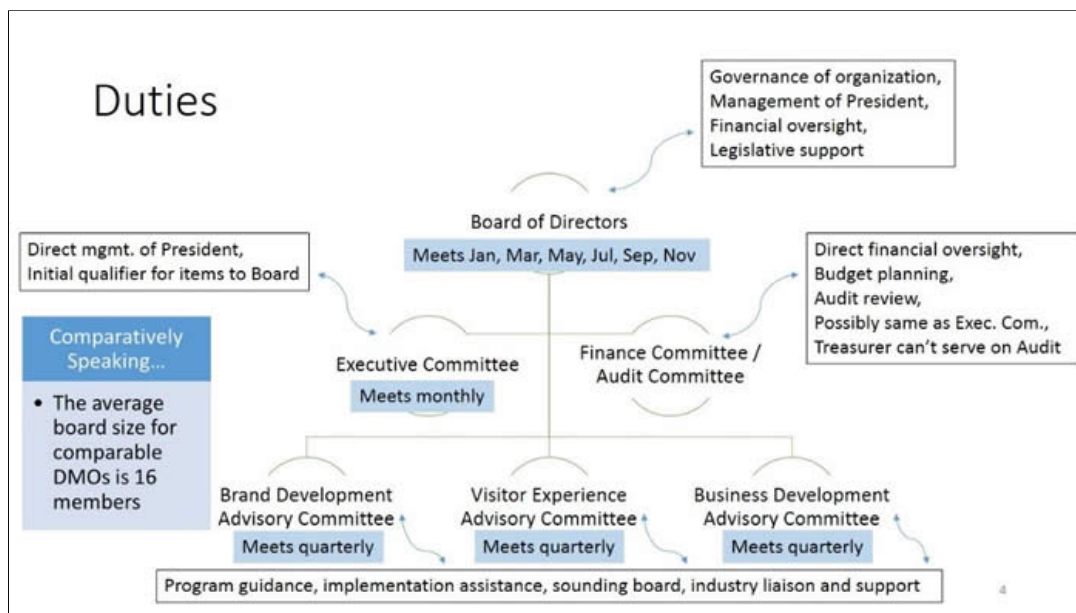 Duties
Governance of organization,
Management of President,
Financial oversight,
Legislative support
Board of Directors
Meets Jan, Mar, May, Jul, Sep, Nov
Direct mgmt. of President,
Initial qualifier for items to Board
Direct financial oversight,
Budget planning,
Audit review,
Possibly same as Exec. Com.,
Treasurer can't serve on Audit
Comparatively
Speaking...
• The average
board size for
comparable
DMOs is 16
members
Executive Committee
Meets monthly
Finance Committee /
Audit Committee
Brand Development
Advisory Committee
Meets quarterly
Visitor Experience
Advisory Committee
Meets quarterly
Business Development
Advisory Committee
Meets quarterly
Program guidance, implementation assistance, sounding board, industry liaison and support
4